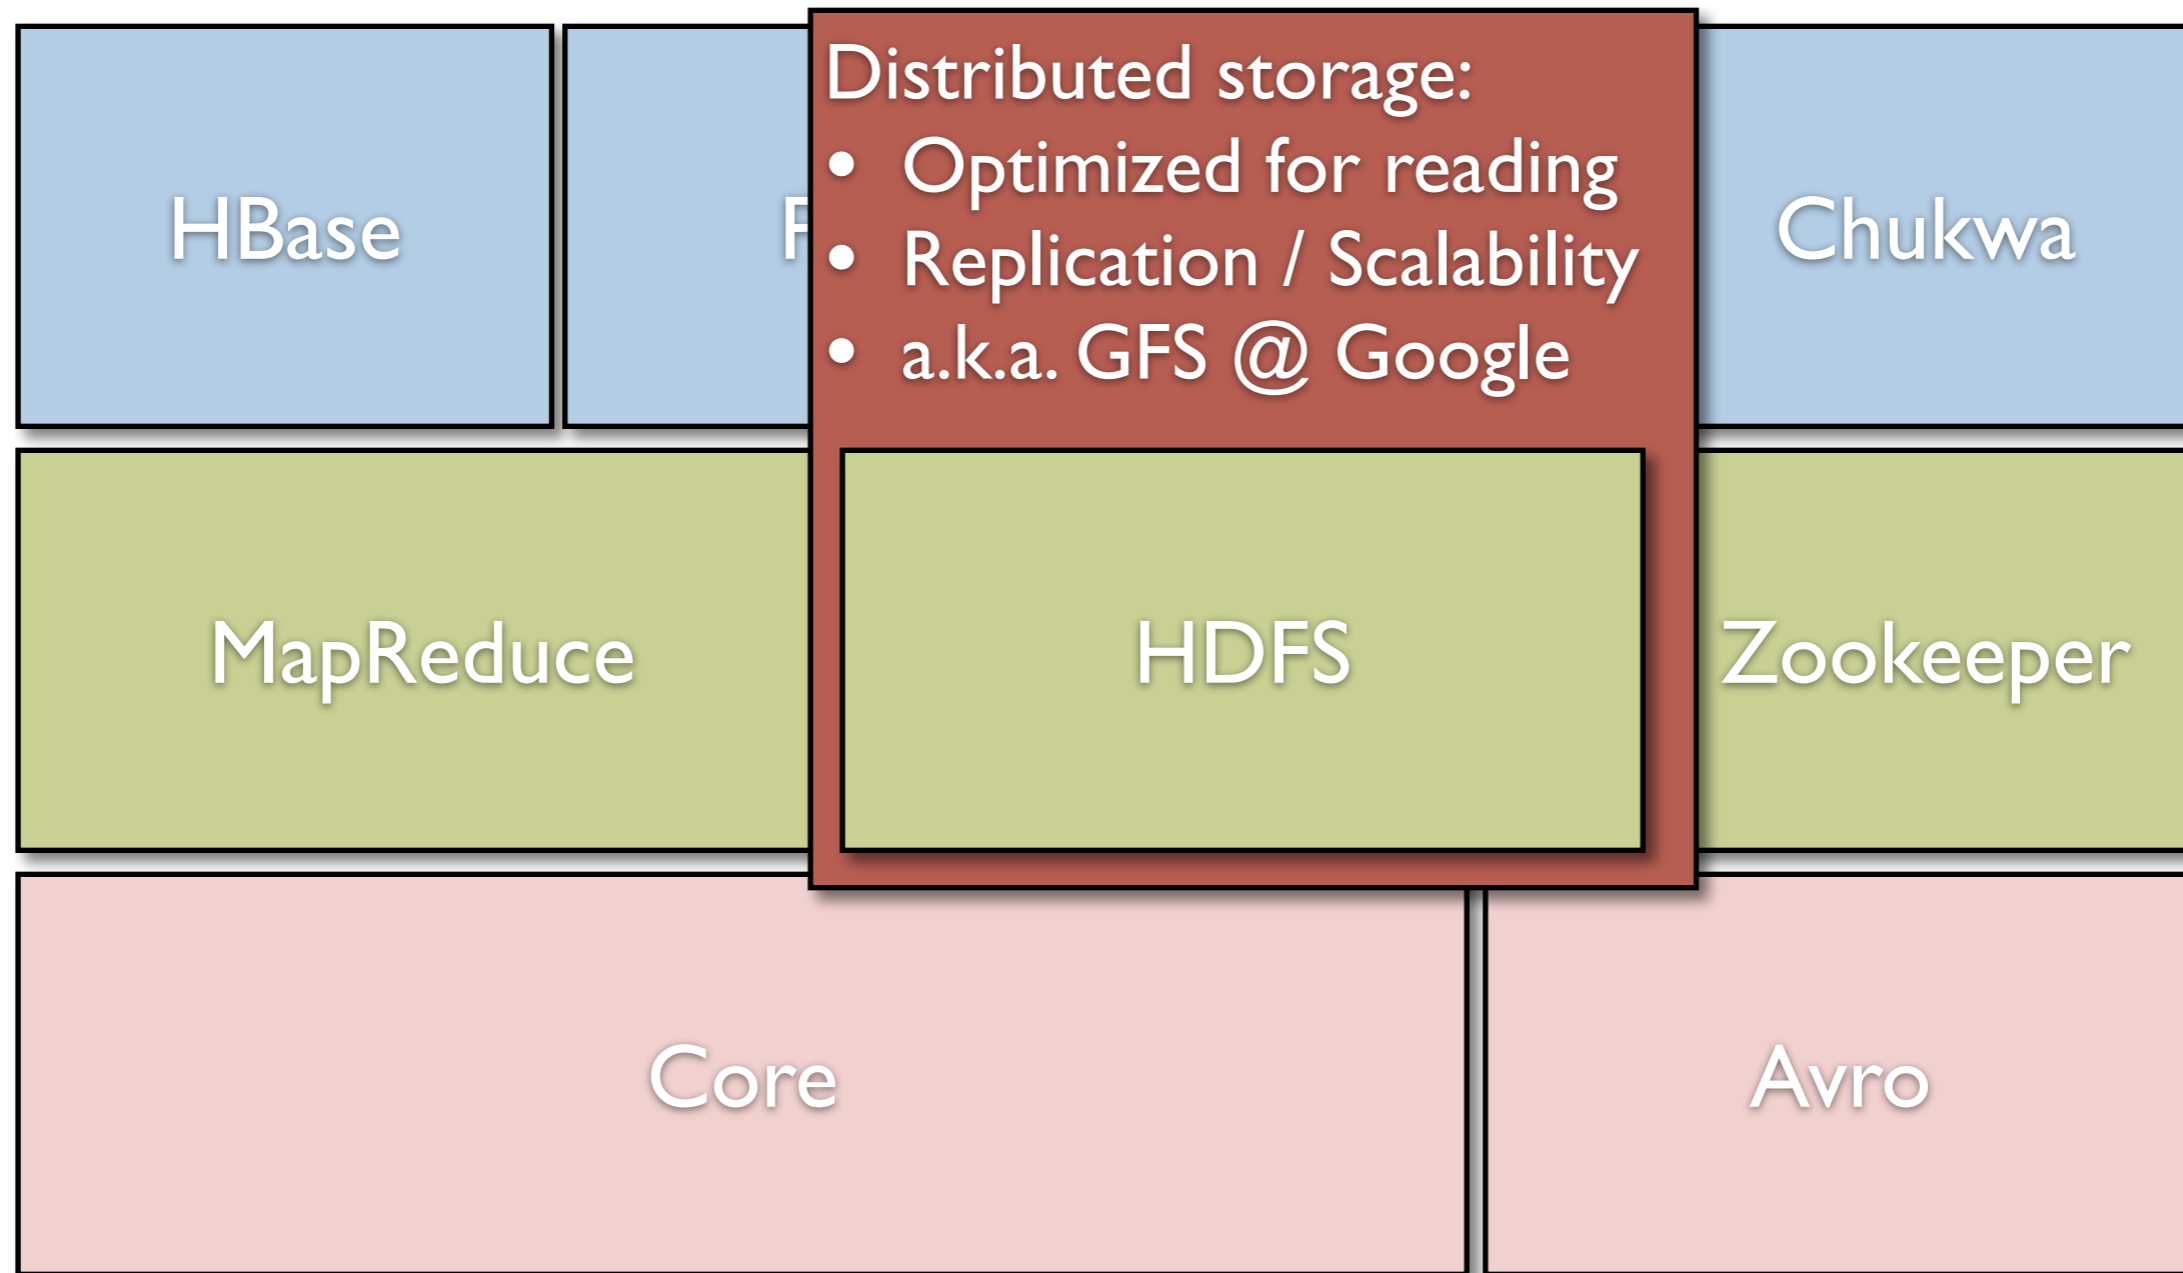 Distributed storage:
• Optimized for reading
• Replication / Scalability
• a.k.a. GFS @ Google
HBase
Chukwa
MapReduce
HDFS
Zookeeper
Core
Avro